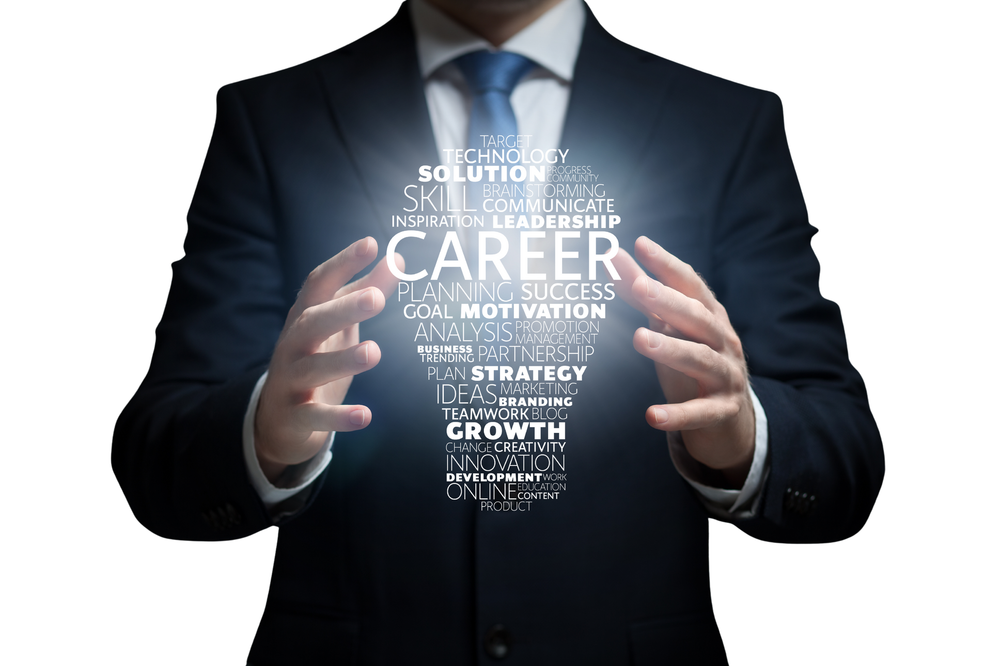 TARGET
TECHNOLOGY
SOLUTION PROGRESS
COMMUNITY
SKILL BRAINSTORMING
COMMUNICATE
INSPIRATION LEADERSHIP
CAREER
PLANNING SUCCESS
GOAL MOTIVATION
ANALYSIS PROMOTION
MANAGEMENT
BUSINESS
TRENDING PARTNERSHIP
PLAN STRATEGY
IDEAS MARKETING
BRANDING
TEAMWORK BLOG
GROWTH
CHANGE CREATIVITY
INNOVATION
DEVELOPMENT WORK
ONLINE EDUCATION
CONTENT
PRODUCT